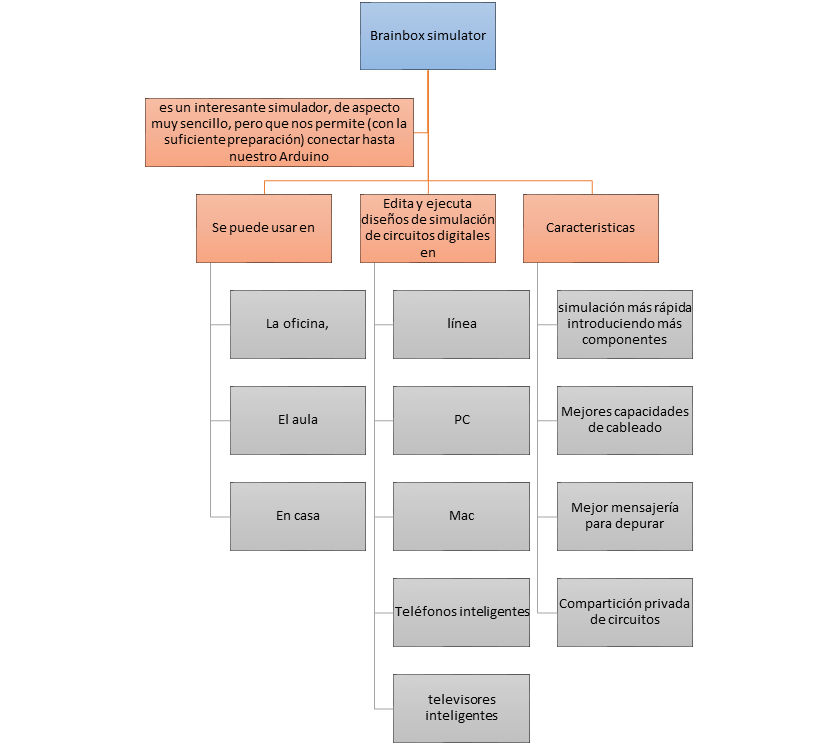 Brainbox simulator
es un interesante simulador, de aspecto
muy sencillo, pero que nos permite (con la
suficiente preparación) conectar hasta
nuestro Arduino
Se puede usar en
La oficina,
El aula
En casa
Edita y ejecuta
diseños de simulación
de circuitos digitales
en
línea
PC
Mac
Teléfonos inteligentes
televisores
inteligentes
Caracteristicas
simulación más rápida
introduciendo más
componentes
Mejores capacidades
de cableado
Mejor mensajería
para depurar
Compartición privada
de circuitos